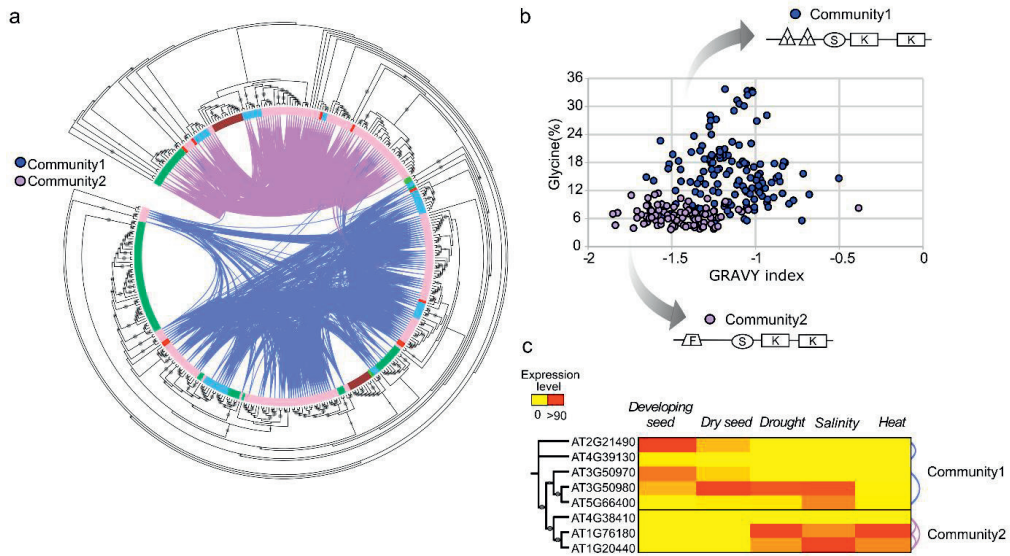 a
Community1
Community2
b
Community1
Y Y S K K
36
30
24
18
12
6
0
Glycine(%)
-2 -1.5 -1 -0.5 0
GRAVY index
Community2
F S K K
c
Expression
level
0 >90
Developing
seed
Dry seed
Drought
Salinity
Heat
AT2G21490
AT4G39130
AT3G50970
AT3G50980
AT5G66400
AT4G38410
AT1G76180
AT1G20440
Community1
Community2